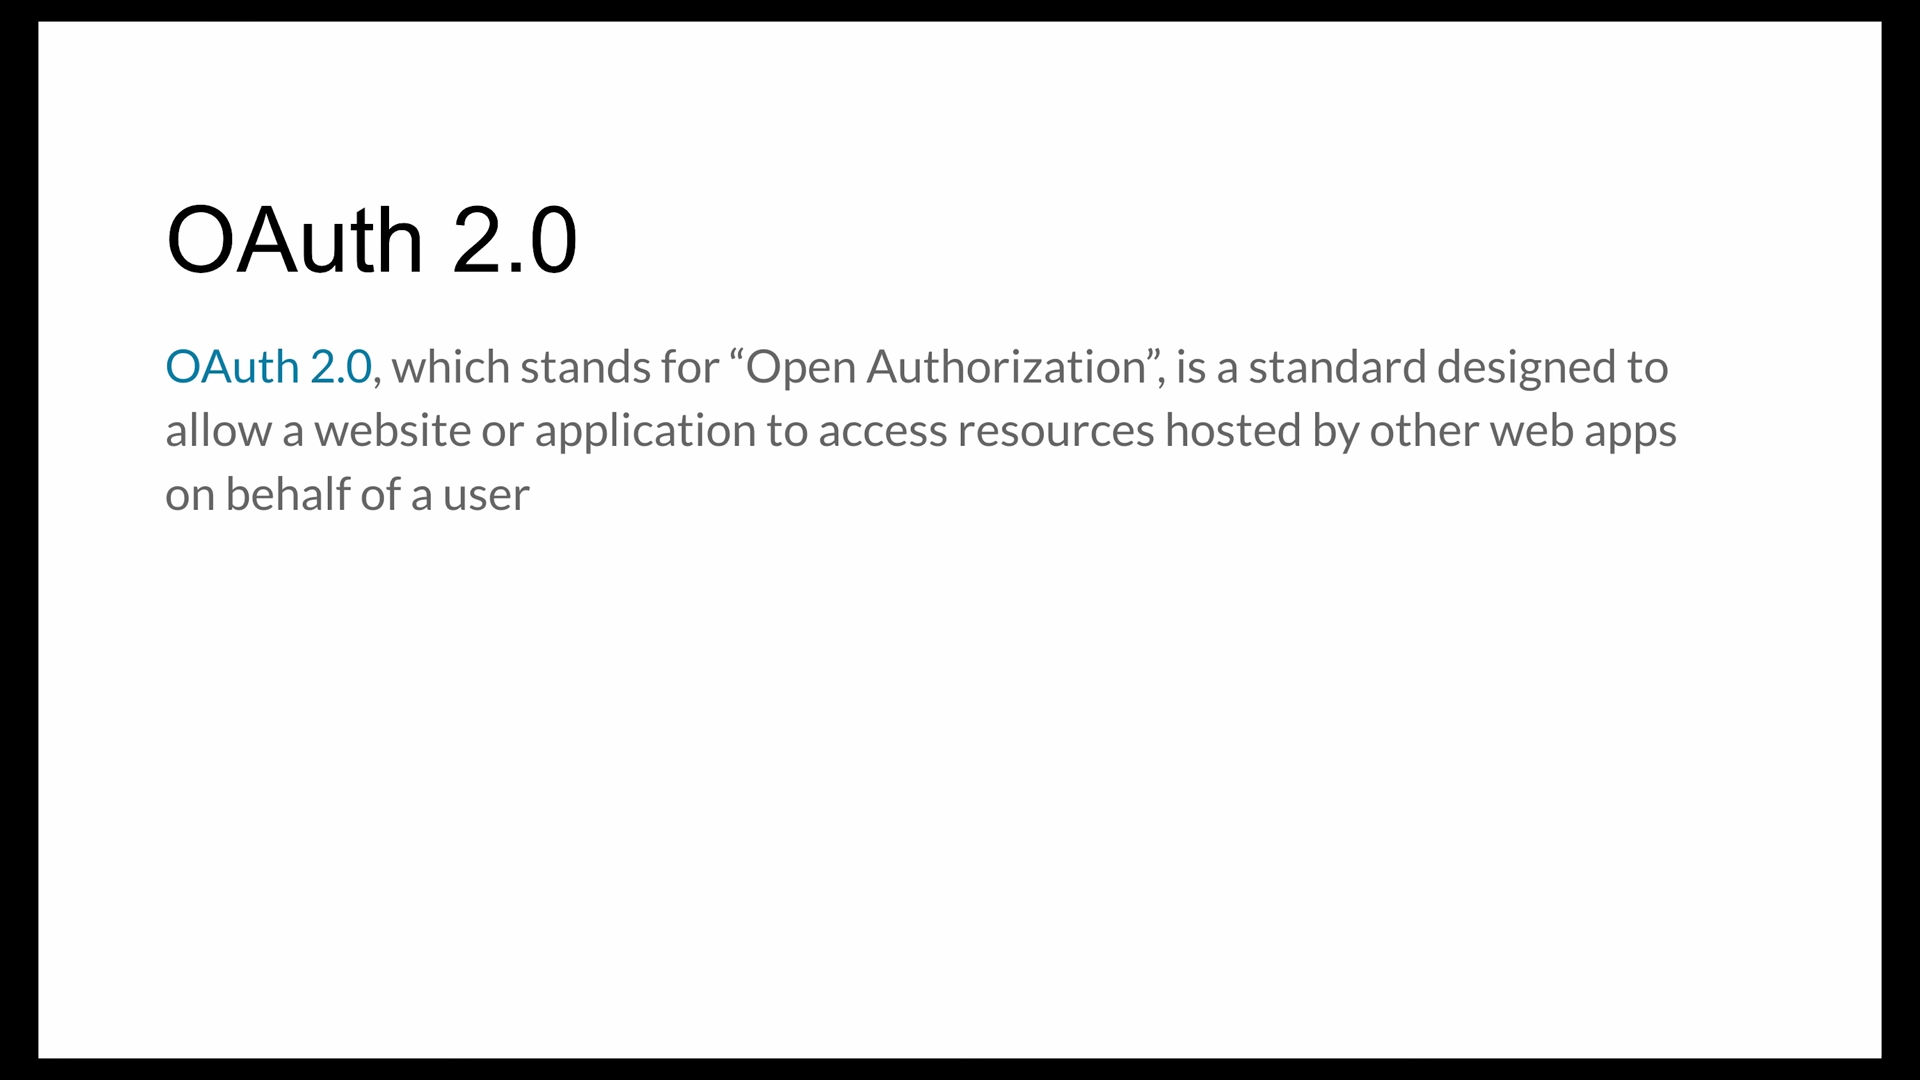 OAuth 2.0
OAuth 2.0, which stands for “Open Authorization”, is a standard designed to
allow a website or application to access resources hosted by other web apps
on behalf of a user